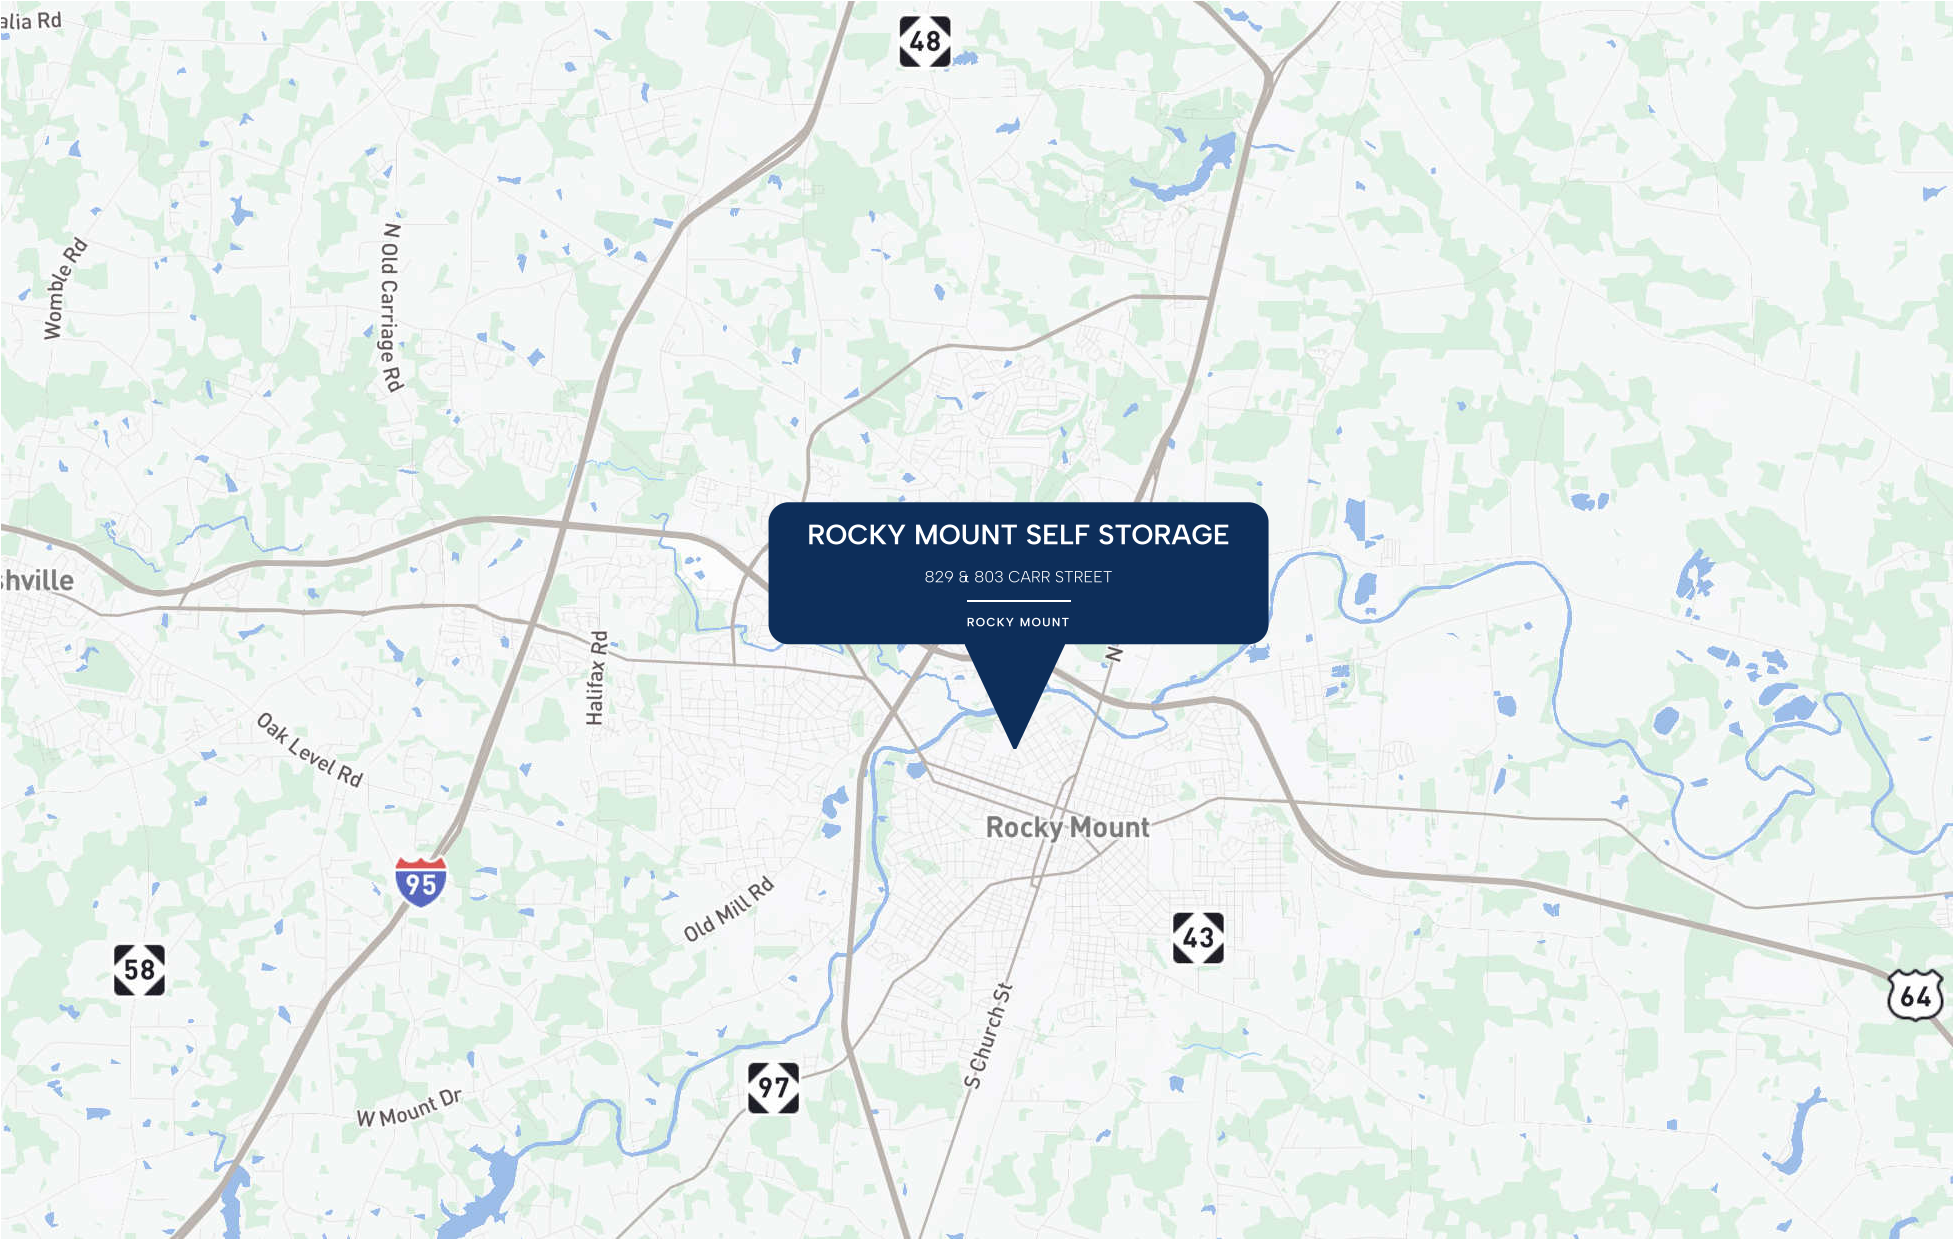 alia Rd
48
Womble Rd
N Old Carriage Rd
ROCKY MOUNT SELF STORAGE
829 & 803 CARR STREET
ROCKY MOUNT
shville
Halifax Rd
N
Oak Level Rd
Rocky Mount
95
Old Mill Rd
43
58
64
S Church St
97
W Mount Dr